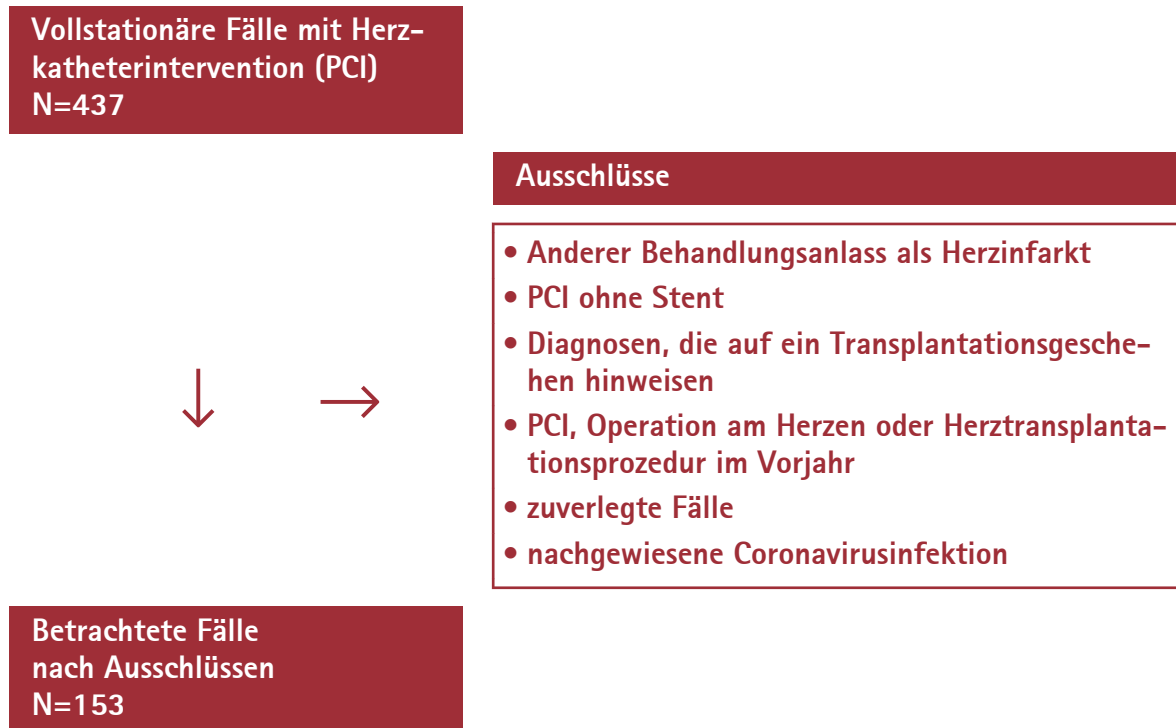 Vollstationäre Fälle mit Herz-
katheterintervention (PCI)
N=437
Ausschlüsse
• Anderer Behandlungsanlass als Herzinfarkt
• PCI ohne Stent
• Diagnosen, die auf ein Transplantationsgesche-
hen hinweisen
• PCI, Operation am Herzen oder Herztransplanta-
tionsprozedur im Vorjahr
• zuverlegte Fälle
• nachgewiesene Coronavirusinfektion
Betrachtete Fälle
nach Ausschlüssen
N=153